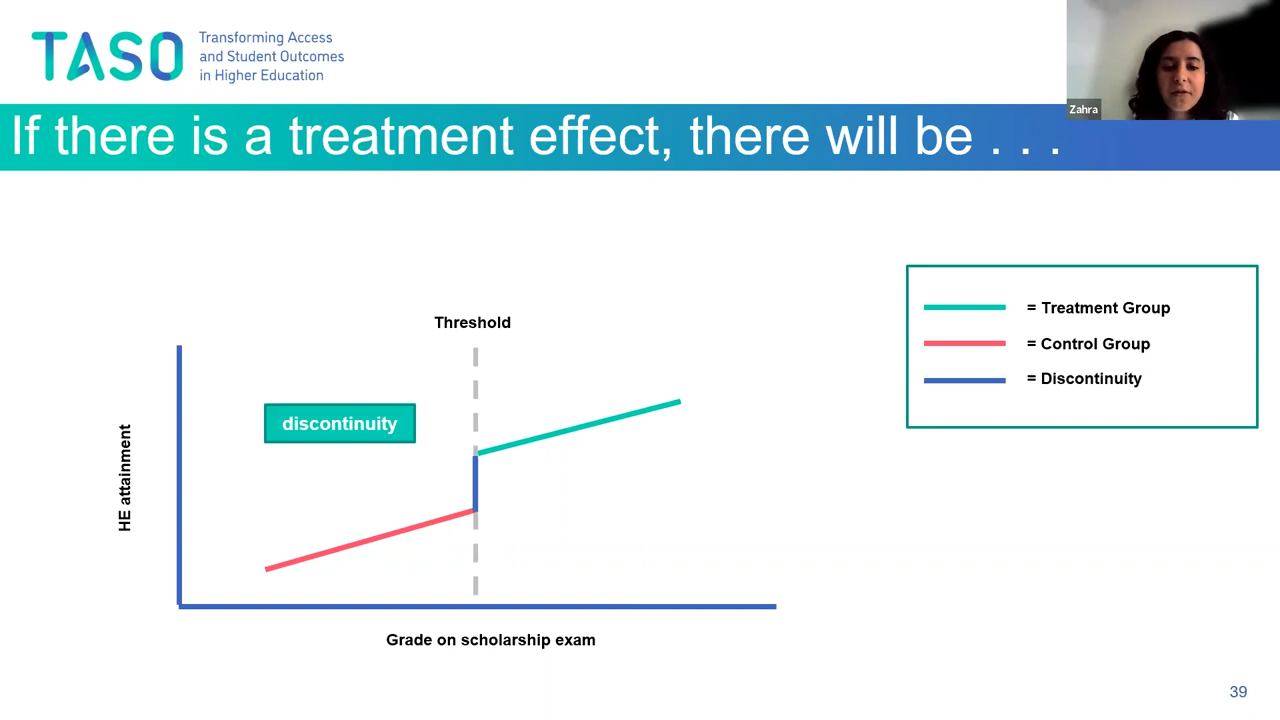 TASO
Transforming Access
and Student Outcomes
in Higher Education
Zahra
If there is a treatment effect, there will be . . .
Threshold
discontinuity
HE attainment
Grade on scholarship exam
= Treatment Group
= Control Group
= Discontinuity
39